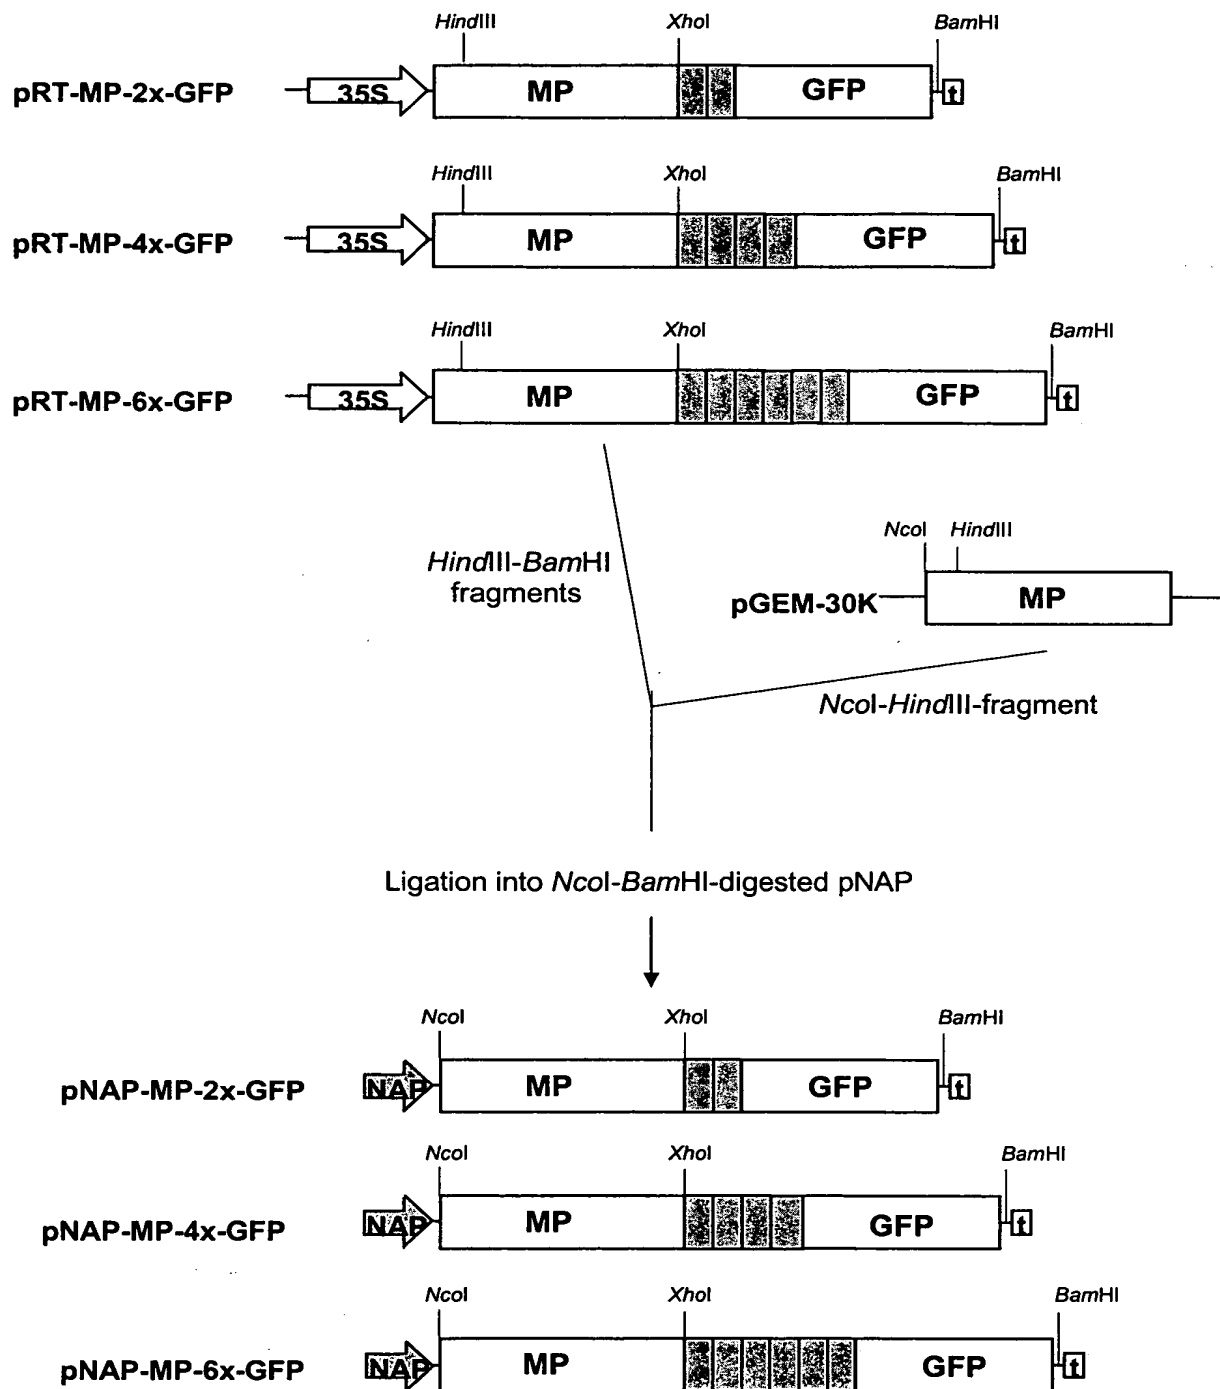 HindIII XhoI BamHI
pRT-MP-2x-GFP 35S MP GFP t
HindIII XhoI BamHI
pRT-MP-4x-GFP 35S MP GFP t
HindIII XhoI BamHI
pRT-MP-6x-GFP 35S MP GFP t
NcoI HindIII
HindIII-BamHI
fragments
pGEM-30K MP
NcoI-HindIII-fragment
Ligation into NcoI-BamHI-digested pNAP
NcoI XhoI BamHI
pNAP-MP-2x-GFP NAP MP GFP t
NcoI XhoI BamHI
pNAP-MP-4x-GFP NAP MP GFP t
NcoI XhoI BamHI
pNAP-MP-6x-GFP NAP MP GFP t